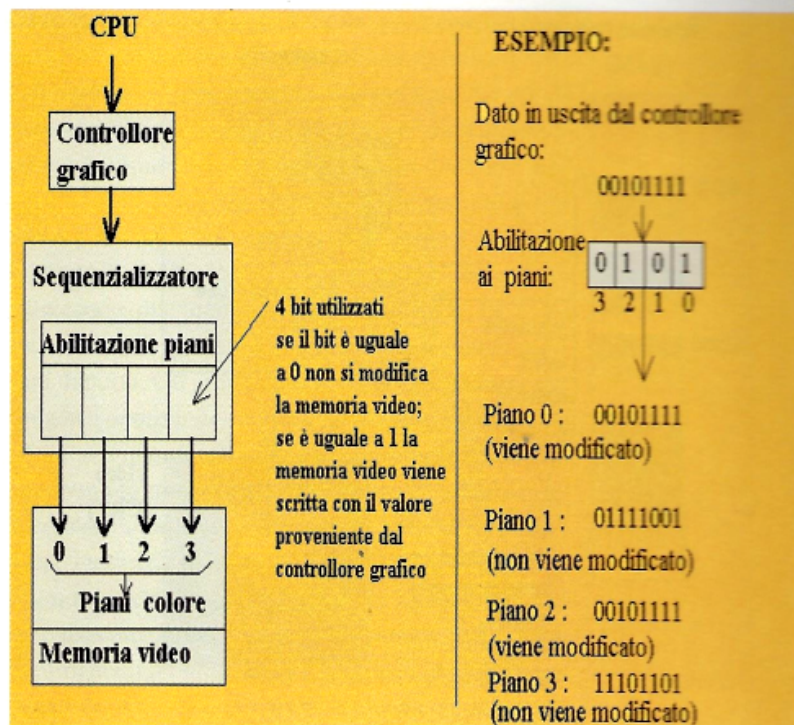 CPU
Controllore
grafico
Sequenzializzatore
Abilitazione piani
4 bit utilizzati
se il bit è uguale
a 0 non si modifica
la memoria video;
se è uguale a 1 la
memoria video viene
scritta con il valore
proveniente dal
controllore grafico
0 1 2 3
Piani colore
Memoria video
ESEMPIO:
Dato in uscita dal controllore
grafico:
00101111
Abilitazione
ai piani:
0 1 0 1
3 2 1 0
Piano 0 : 00101111
(viene modificato)
Piano 1 : 01111001
(non viene modificato)
Piano 2 : 00101111
(viene modificato)
Piano 3 : 11101101
(non viene modificato)